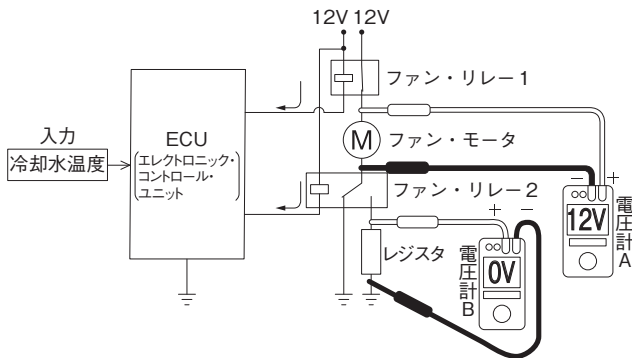 12V 12V
ファン・リレー1
入力
冷却水温度
ECU
(エレクトロニック・
コントロール・
ユニット)
M
ファン・モータ
ファン・リレー2
− +
12V
電圧計A
レジスタ
+ −
0V
電圧計B